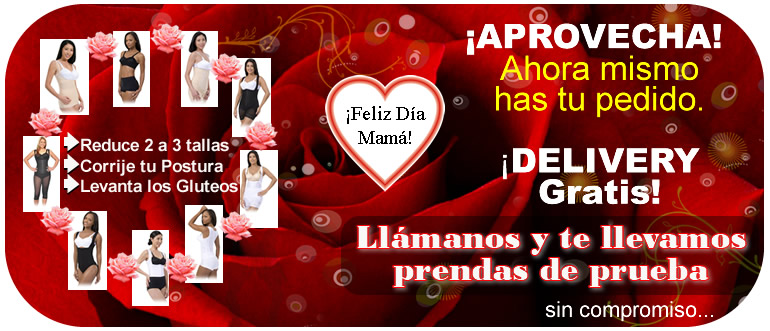 ¡APROVECHA!
Ahora mismo
has tu pedido.
¡Feliz Día
Mamá!
Reduce 2 a 3 tallas
Corrije tu Postura
Levanta los Gluteos
¡DELIVERY
Gratis!
Llámanos y te llevamos
prendas de prueba
sin compromiso...